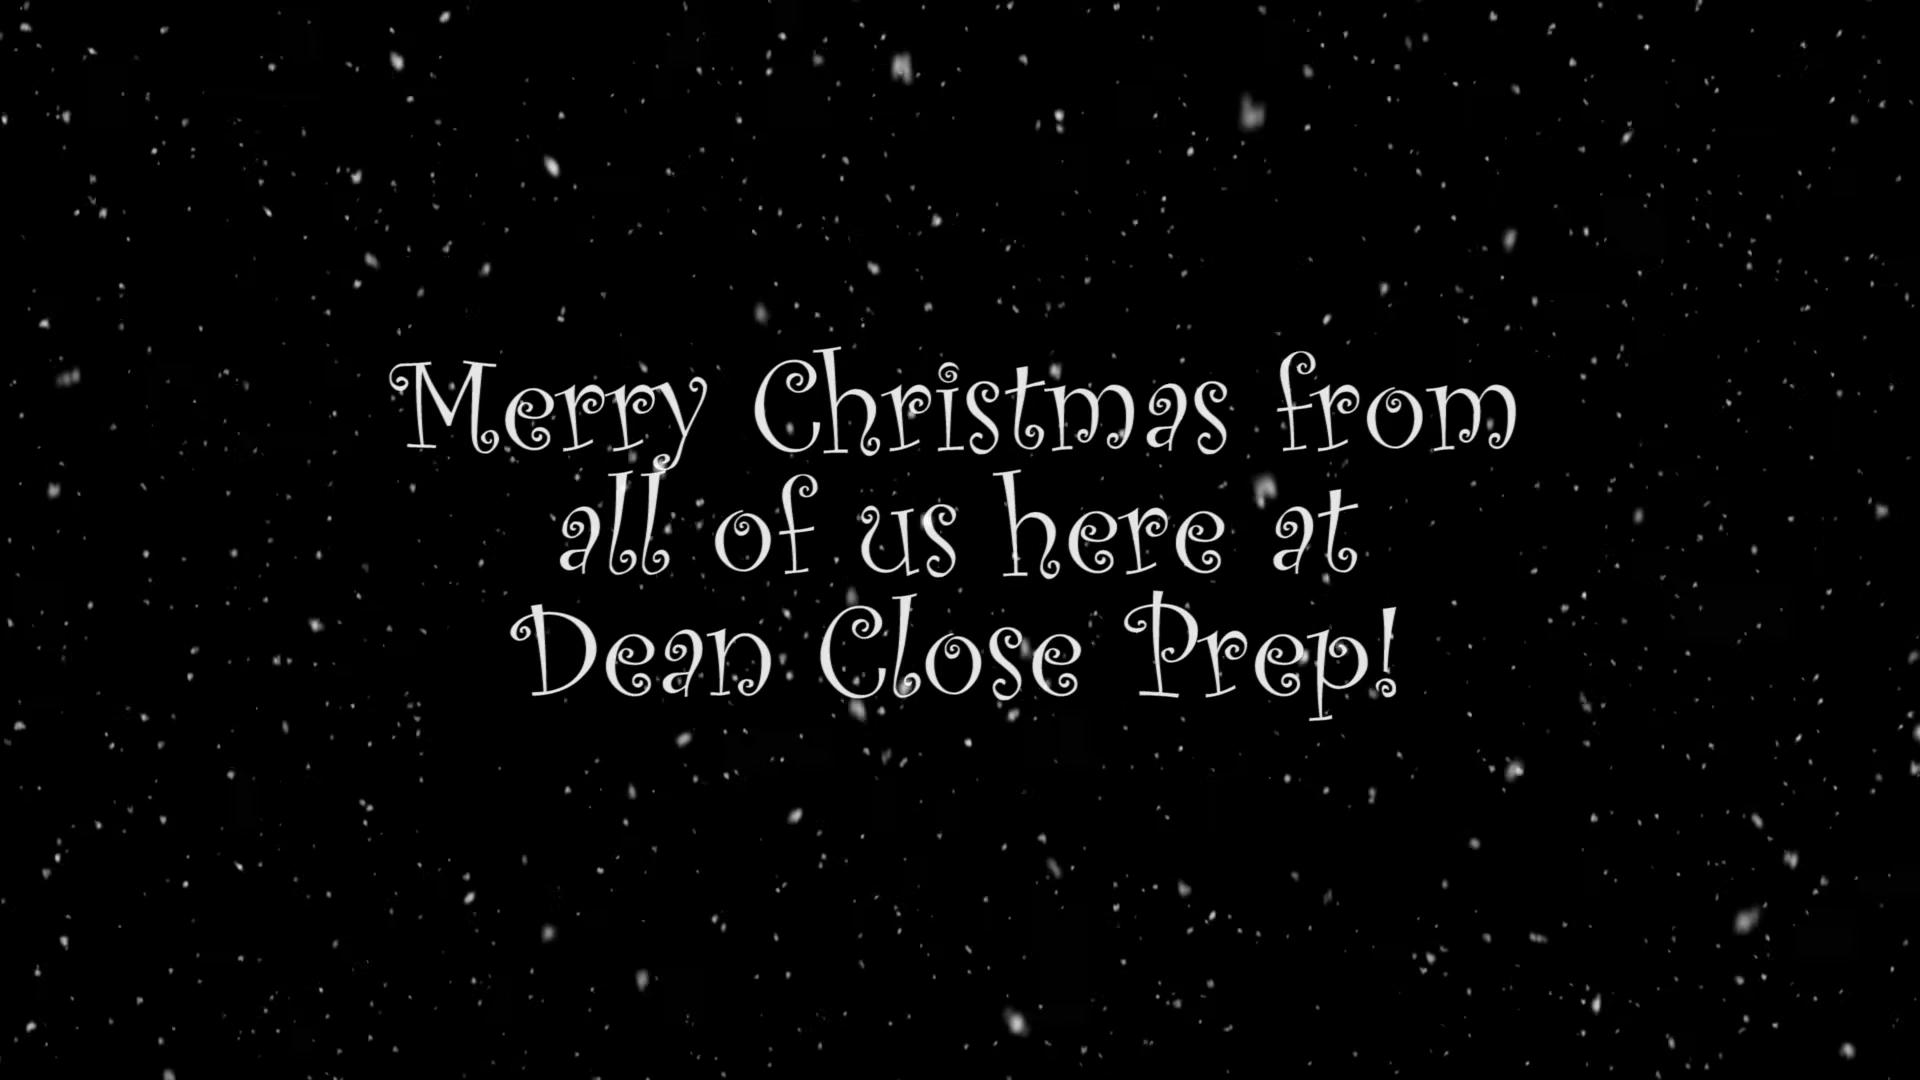 Merry Christmas from
all of us here at
Dean Close Prep!